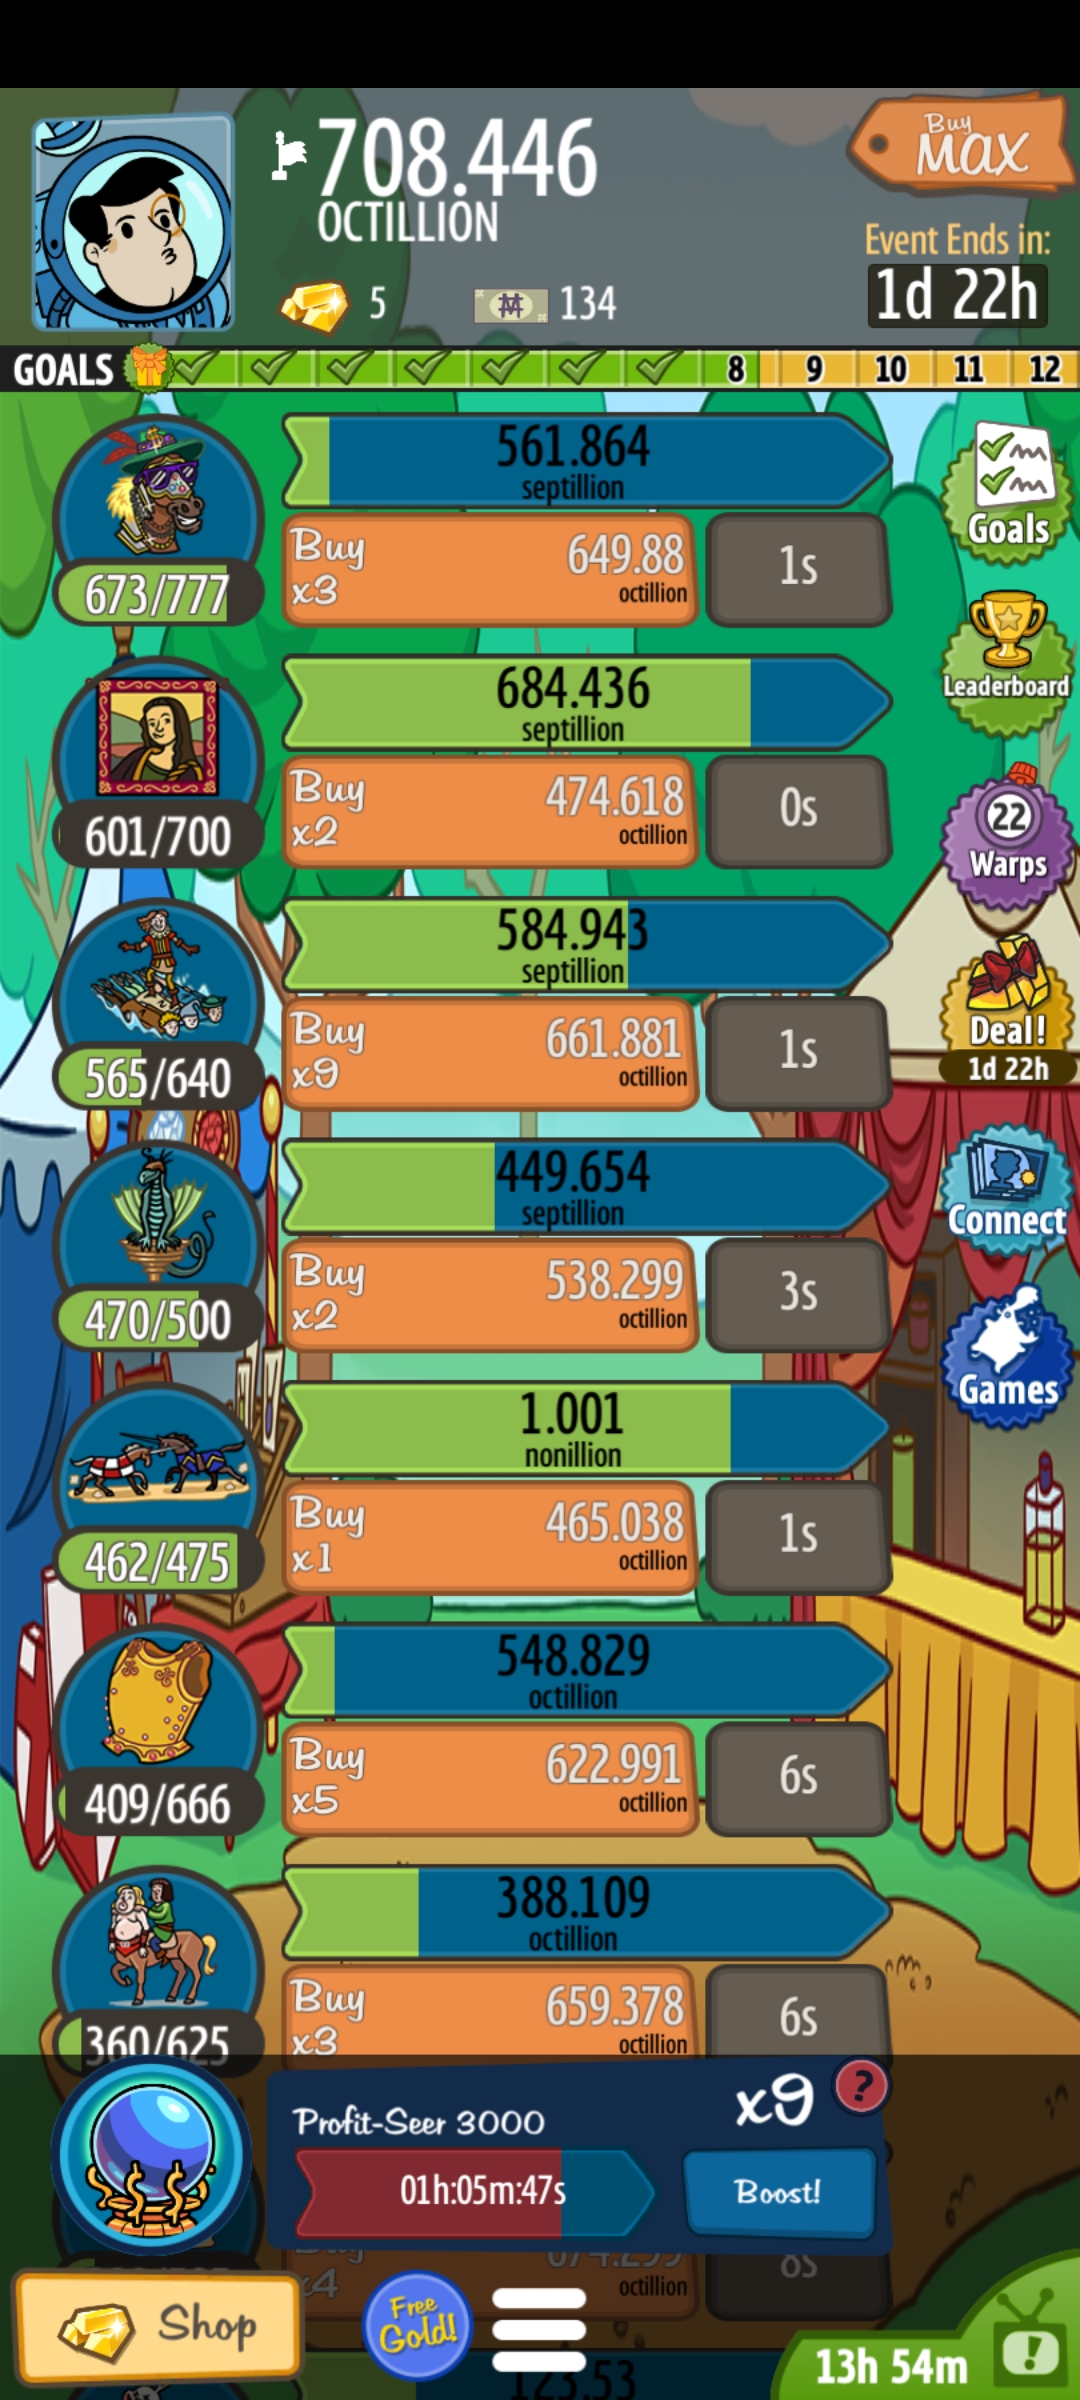 708.446
OCTILLION
Buy
MAX
5
134
Event Ends in:
1d 22h
GOALS 8 9 10 11 12
561.864
septillion
673/777
Buy
x3
649.88
octillion
1s
Goals
684.436
septillion
601/700
Buy
x2
474.618
octillion
0s
Leaderboard
22
Warps
584.943
septillion
565/640
Buy
x9
661.881
octillion
1s
Deal!
1d 22h
449.654
septillion
470/500
Buy
x2
538.299
octillion
3s
Connect
Games
1.001
nonillion
462/475
Buy
x1
465.038
octillion
1s
548.829
octillion
409/666
Buy
x5
622.991
octillion
6s
388.109
octillion
360/625
Buy
x3
659.378
octillion
6s
Profit-Seer 3000
x9
?
01h:05m:47s
Boost!
x4
octillion
8s
Shop
Free
Gold!
123.53
13h 54m